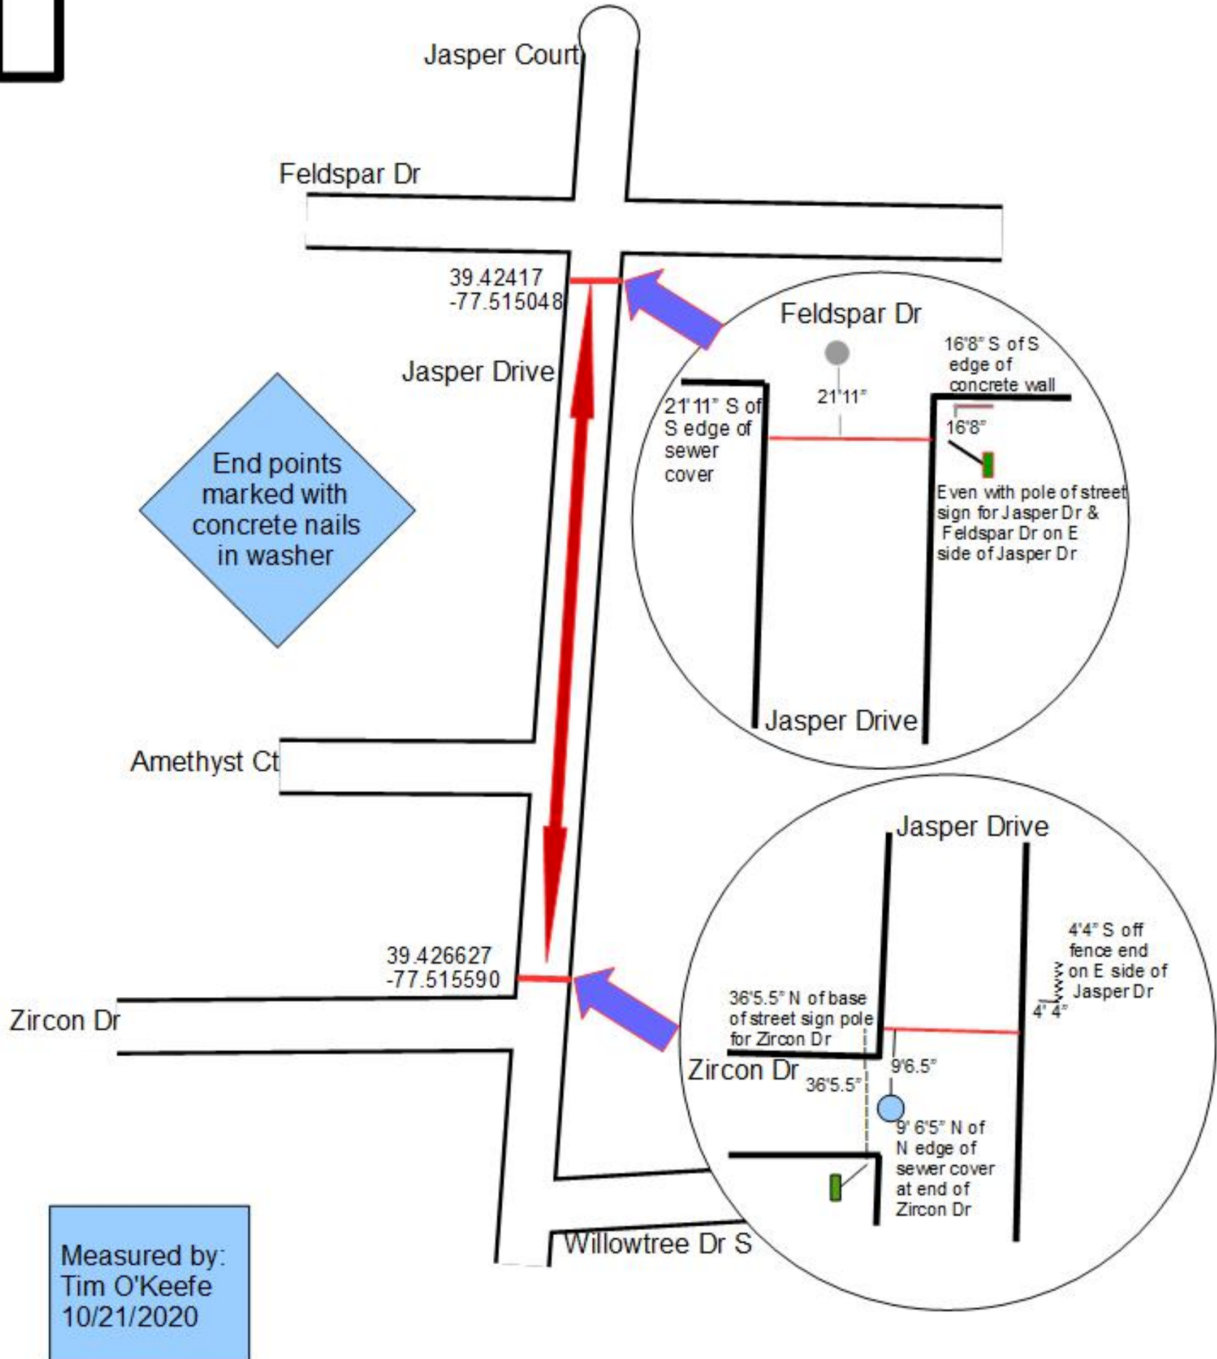 Jasper Court
Feldspar Dr
39.42417
-77.515048
Jasper Drive
End points
marked with
concrete nails
in washer
Feldspar Dr
21'11" S of
S edge of
sewer
cover
21'11"
16'8" S of S
edge of
concrete wall
16'8"
Even with pole of street
sign for Jasper Dr &
Feldspar Dr on E
side of Jasper Dr
Jasper Drive
Amethyst Ct
39.426627
-77.515590
Zircon Dr
Jasper Drive
4'4" S off
fence end
on E side of
Jasper Dr
4' 4"
36'5.5" N of base
of street sign pole
for Zircon Dr
Zircon Dr
36'5.5"
9'6.5"
9' 6'5" N of
N edge of
sewer cover
at end of
Zircon Dr
Willowtree Dr S
Measured by:
Tim O'Keefe
10/21/2020